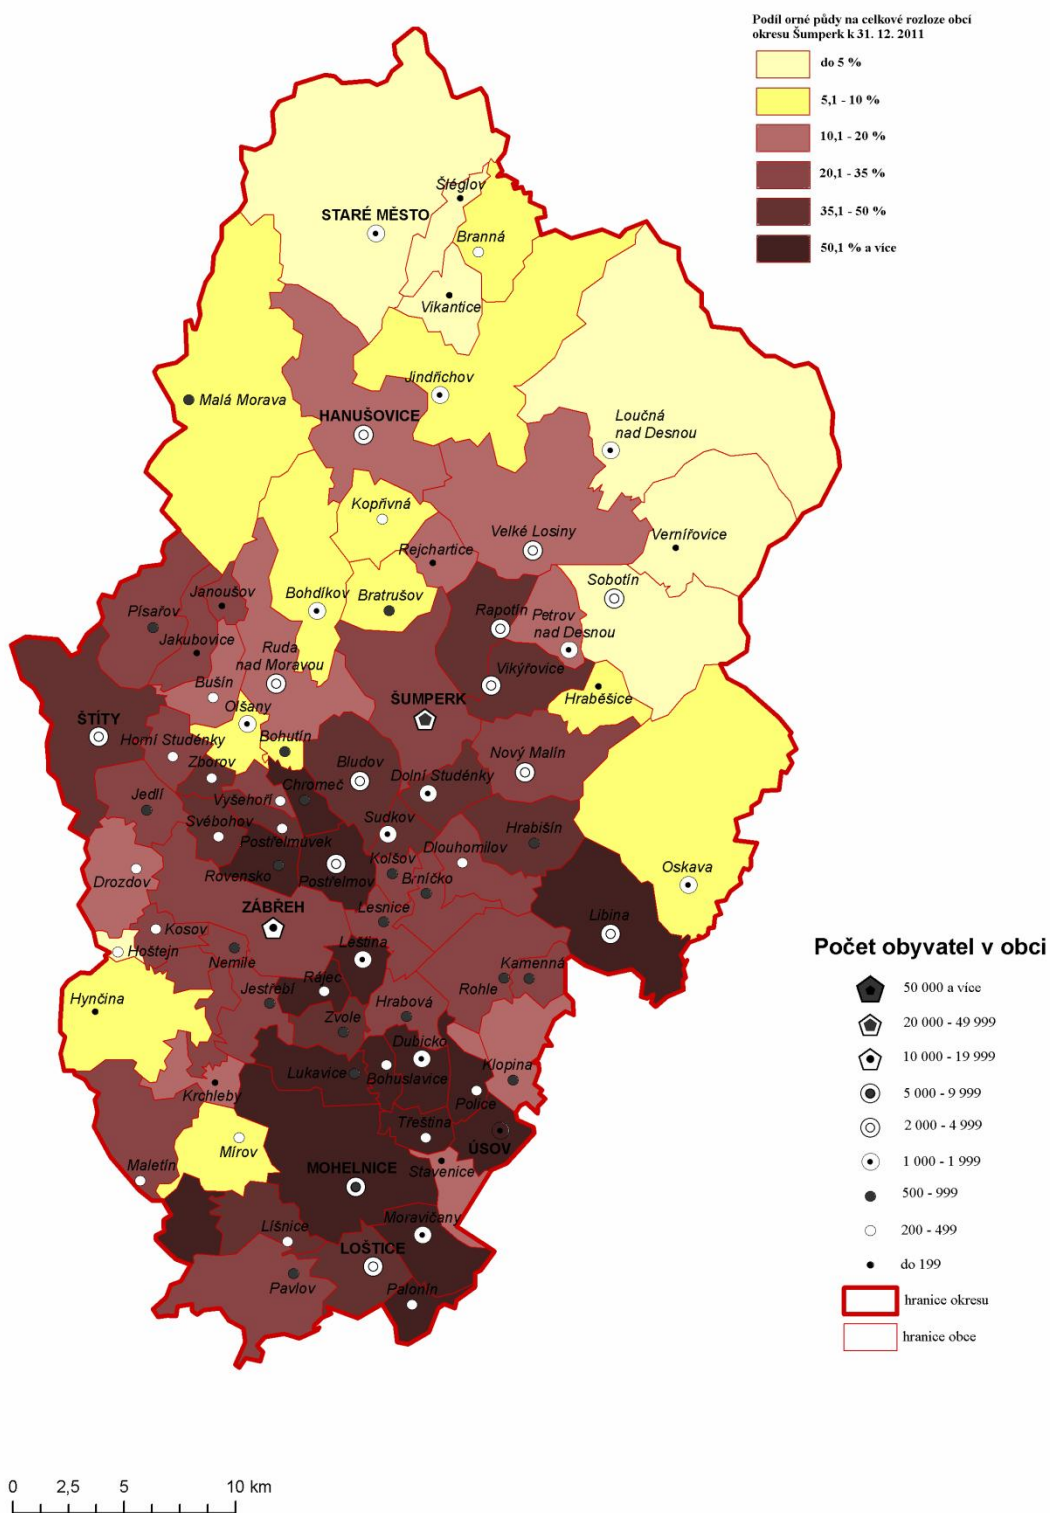 Podíl orné půdy na celkové rozloze obcí
okresu Šumperk k 31. 12. 2011
do 5 %
5,1 - 10 %
10,1 - 20 %
20,1 - 35 %
35,1 - 50 %
50,1 % a více
Šléglov
STARÉ MĚSTO
Branná
Vikantice
Jindřichov
Malá Morava
HANUŠOVICE
Loučná
nad Desnou
Kopřivná
Velké Losiny
Vernířovice
Rejchartice
Sobotín
Janoušov
Bohdíkov
Bratrušov
Rapotín
Petrov
nad Desnou
Písařov
Jakubovice
Ruda
nad Moravou
Vikýřovice
Bušín
Hraběšice
ŠUMPERK
Olšany
ŠTÍTY
Horní Studénky
Bohutín
Nový Malín
Zborov
Bludov
Dolní Studénky
Chromeč
Jedlí
Vyšehoří
Svébohov
Sudkov
Hrabišín
Postřelmůvek
Dlouhomilov
Rovensko
Postřelmov
Kolšov
Brníčko
Oskava
Drozdov
ZÁBŘEH
Lesnice
Libina
Kosov
Hoštejn
Nemile
Leština
Kamenná
Rohle
Rájec
Hynčina
Jestřebí
Hrabová
Zvole
Dubicko
Lukavice
Bohuslavice
Klopina
Krchleby
Police
Třeština
ÚSOV
Mírov
Maletín
MOHELNICE
Stavenice
Líšnice
Moravičany
LOŠTICE
Pavlov
Palonín
Počet obyvatel v obci
50 000 a více
20 000 - 49 999
10 000 - 19 999
5 000 - 9 999
2 000 - 4 999
1 000 - 1 999
500 - 999
200 - 499
do 199
hranice okresu
hranice obce
0 2,5 5 10 km